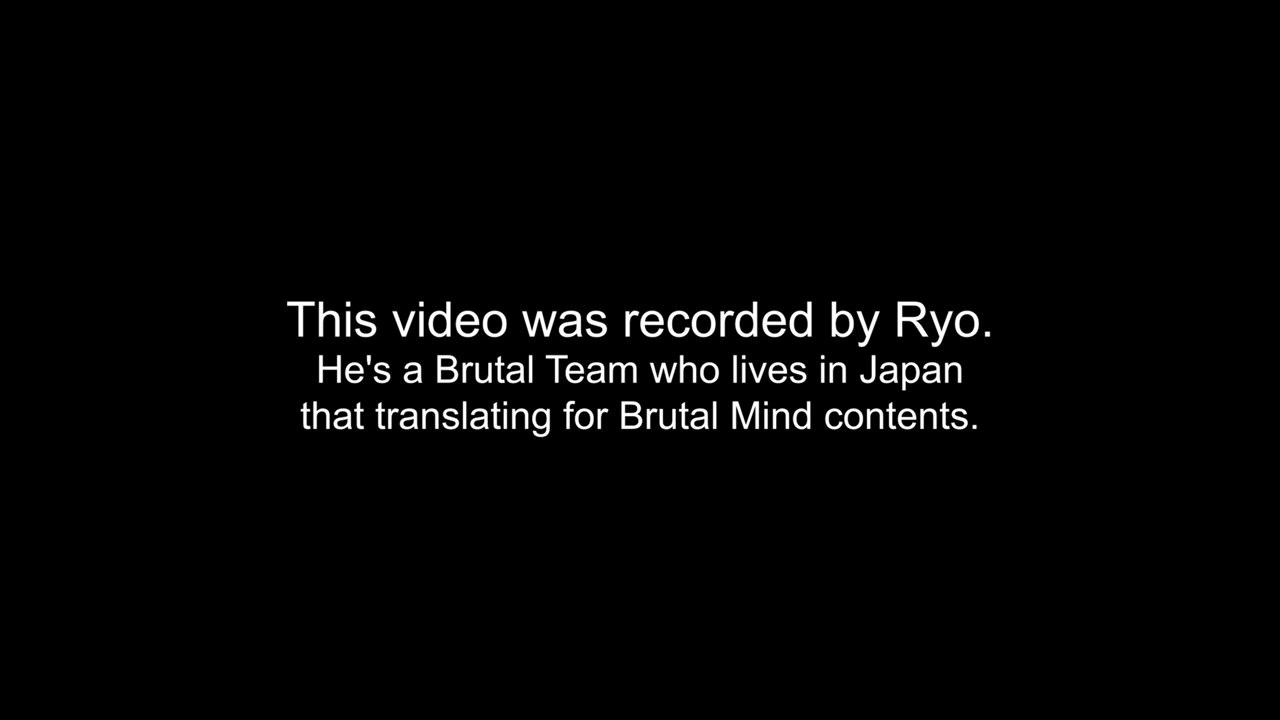 This video was recorded by Ryo.
He's a Brutal Team who lives in Japan
that translating for Brutal Mind contents.